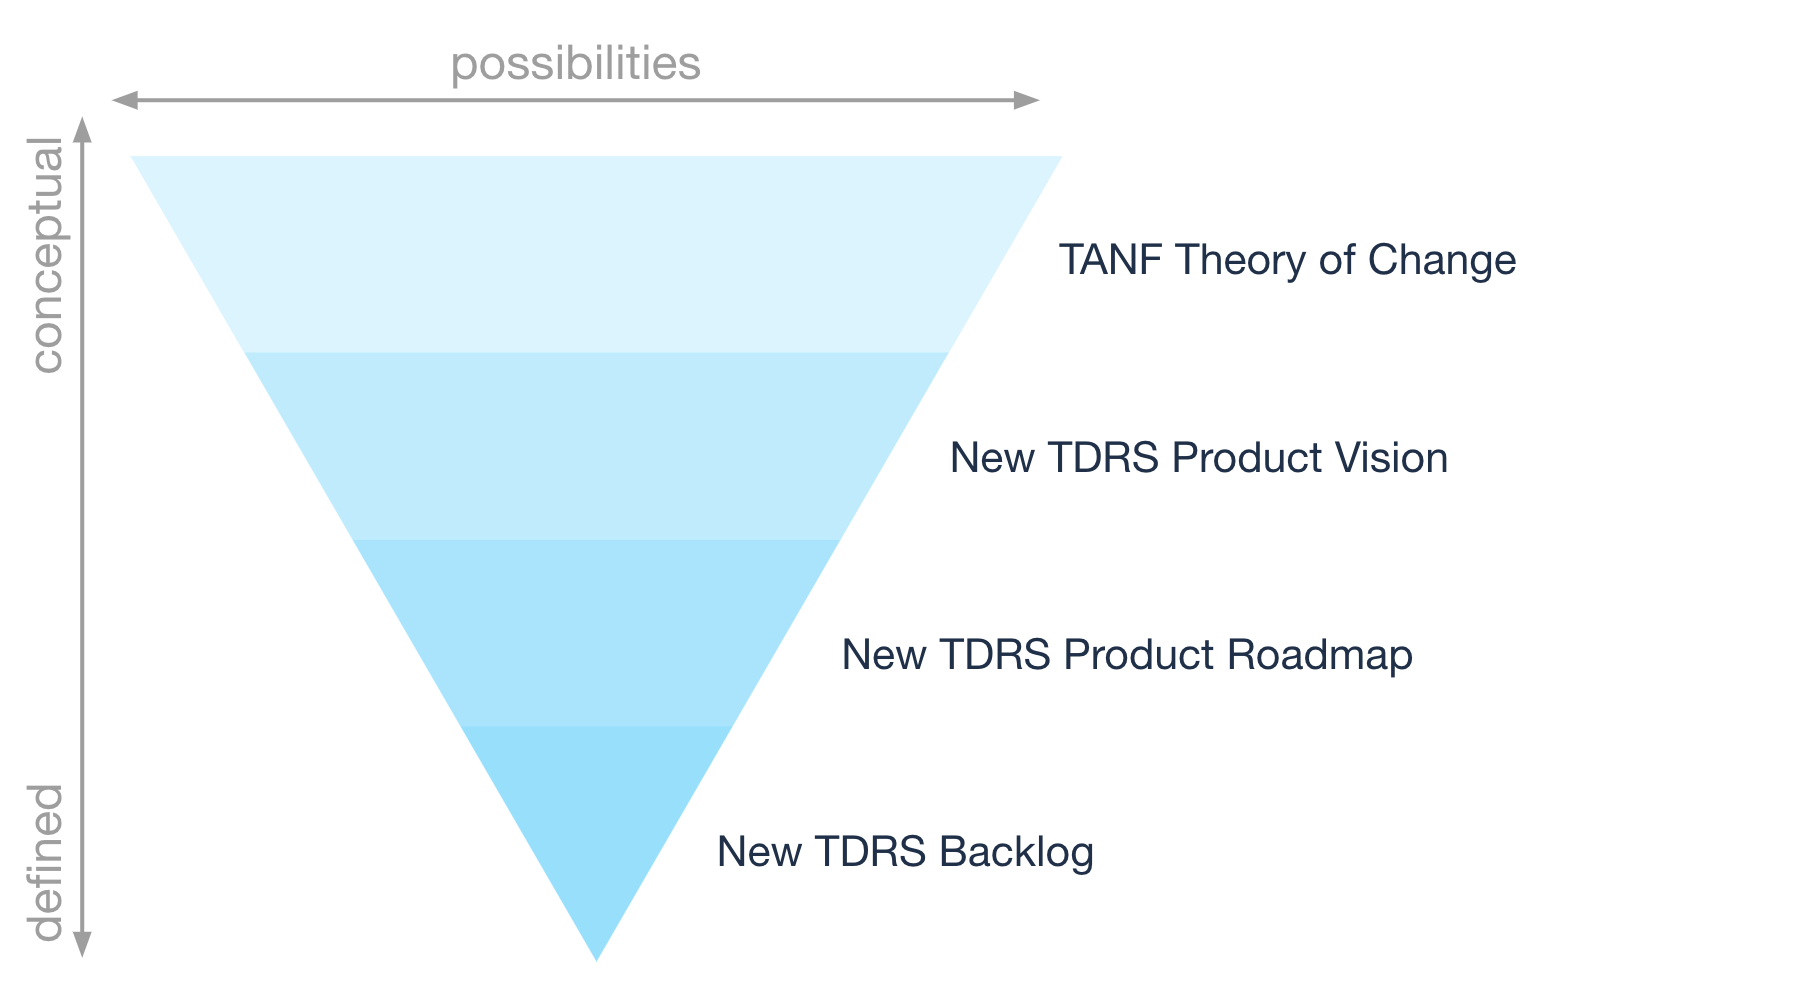 possibilities
conceptual
TANF Theory of Change
New TDRS Product Vision
New TDRS Product Roadmap
defined
New TDRS Backlog